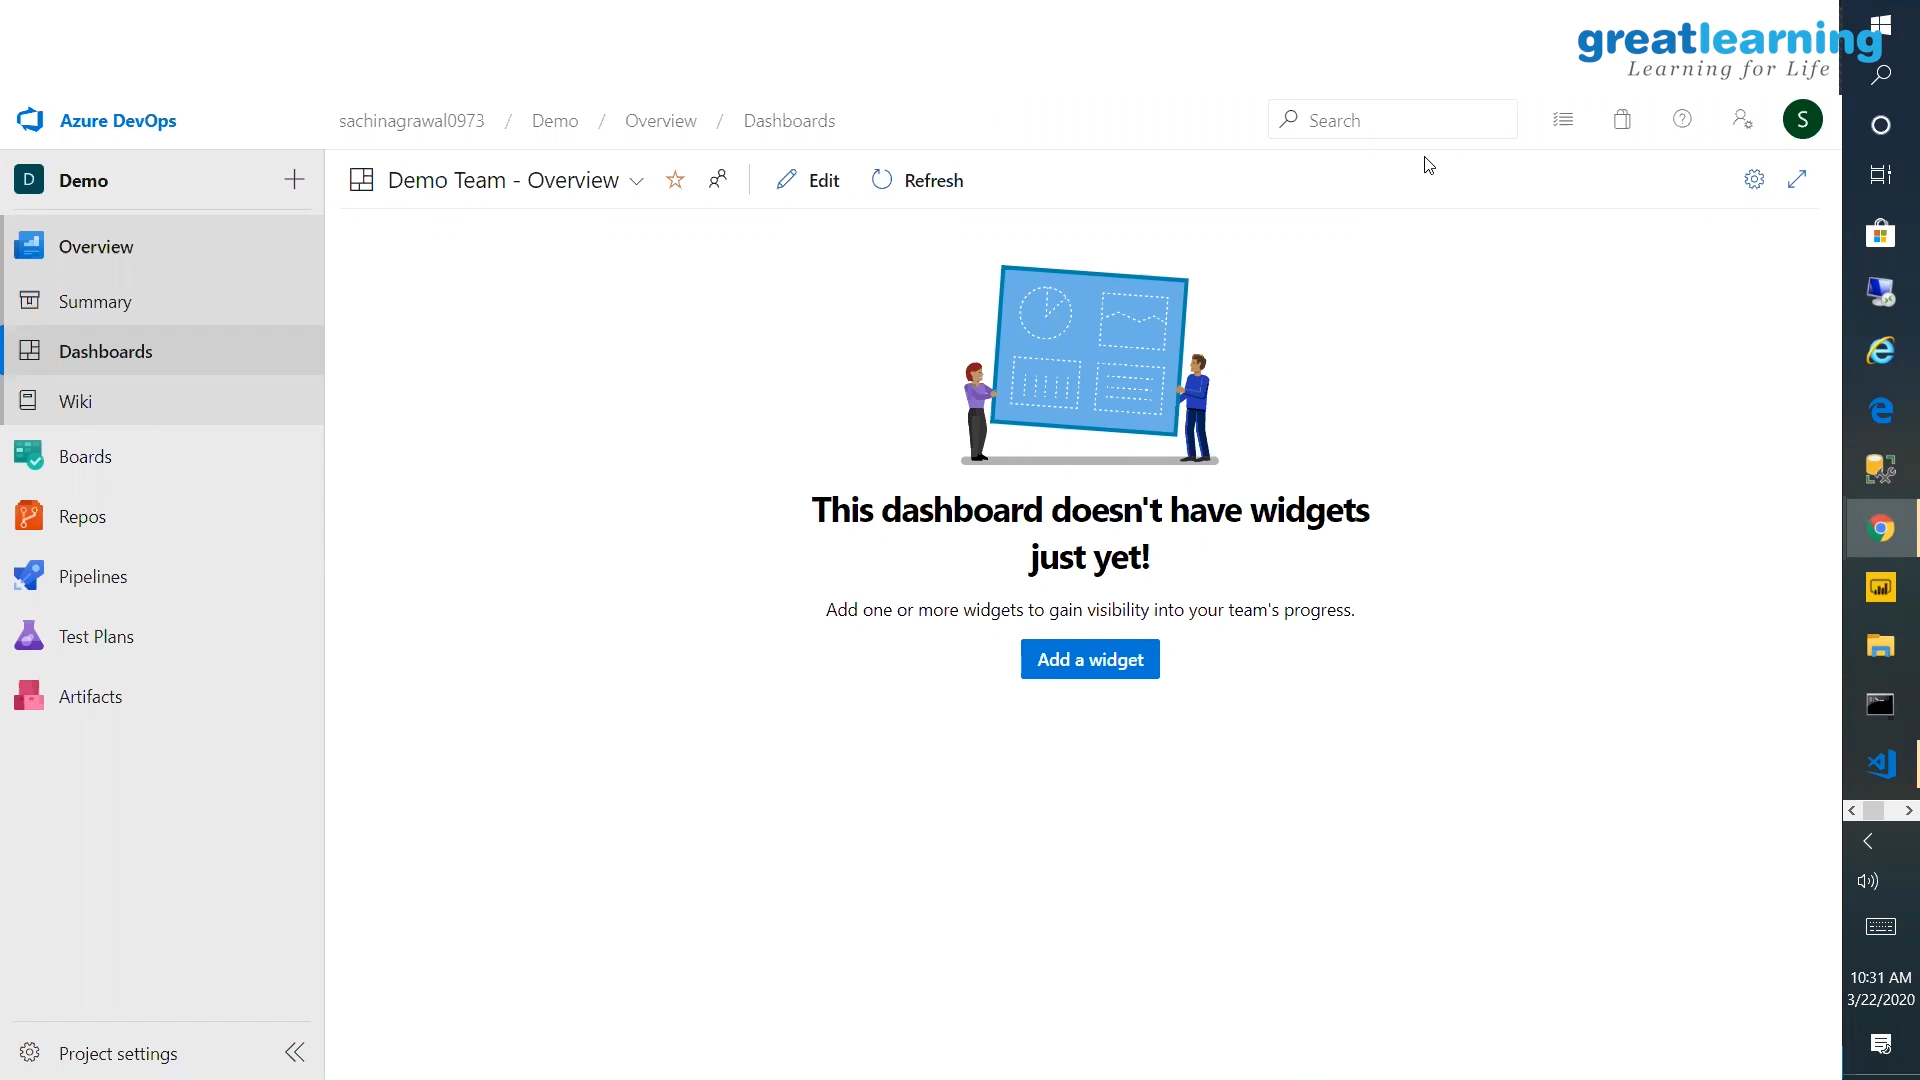 greatlearning
Learning for Life
Azure DevOps
sachinagrawal0973 / Demo / Overview / Dashboards
Search
S
D Demo
Demo Team - Overview
Edit
Refresh
Overview
Summary
Dashboards
Wiki
Boards
Repos
Pipelines
Test Plans
Artifacts
This dashboard doesn't have widgets
just yet!
Add one or more widgets to gain visibility into your team's progress.
Add a widget
Project settings
10:31 AM
3/22/2020